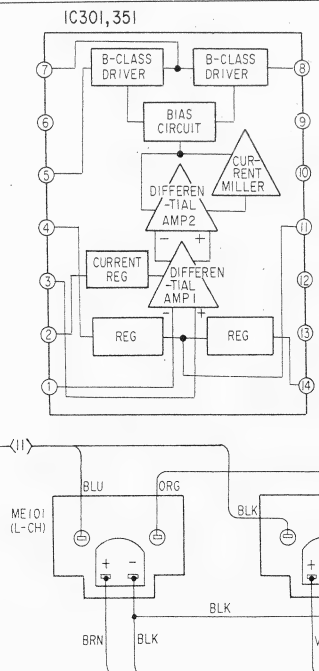 IC301,351
7
B-CLASS
DRIVER
B-CLASS
DRIVER
8
6
BIAS
CIRCUIT
9
5
CUR-
RENT
MILLER
10
DIFFEREN
-TIAL
AMP2
4
11
- +
CURRENT
REG
DIFFEREN
-TIAL
AMP1
3
12
2
- +
REG
REG
13
1
14
11
BLU
ORG
ME101
(L-CH)
BLK
+ -
+
BLK
BRN
BLK